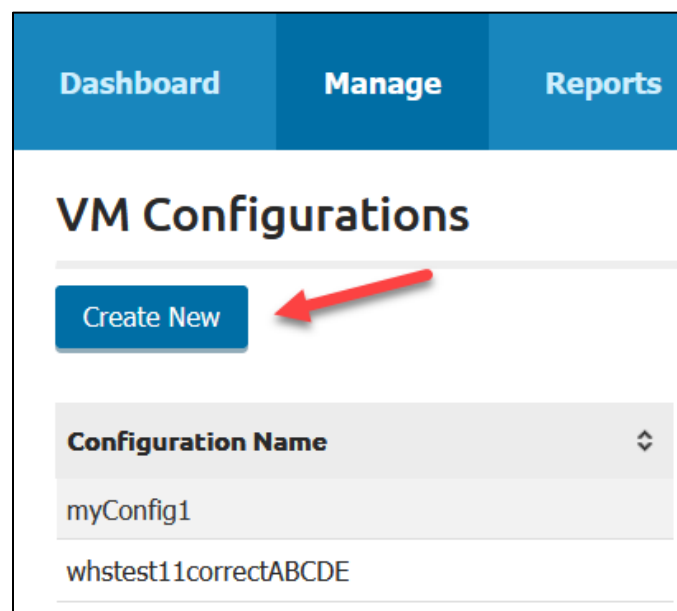 Dashboard Manage Reports
VM Configurations
Create New
Configuration Name
myConfig1
whstest11correctABCDE